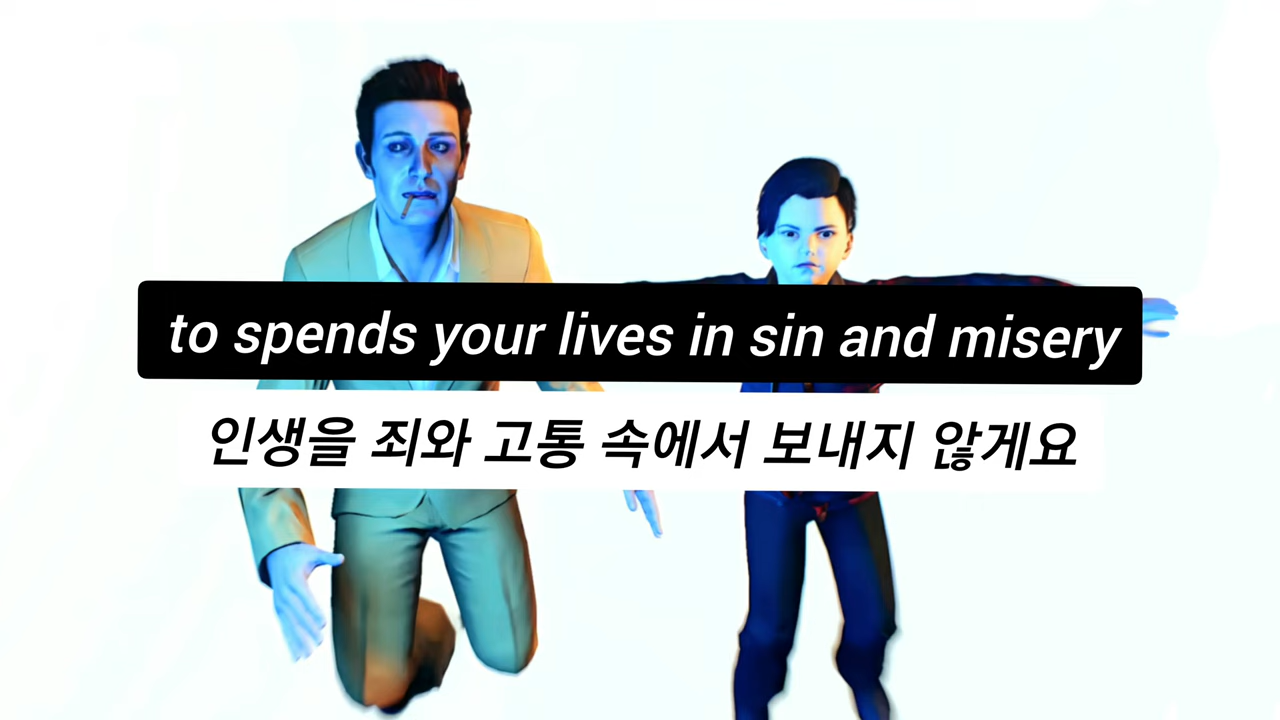 to spends your lives in sin and misery
인생을 죄와 고통 속에서 보내지 않게요